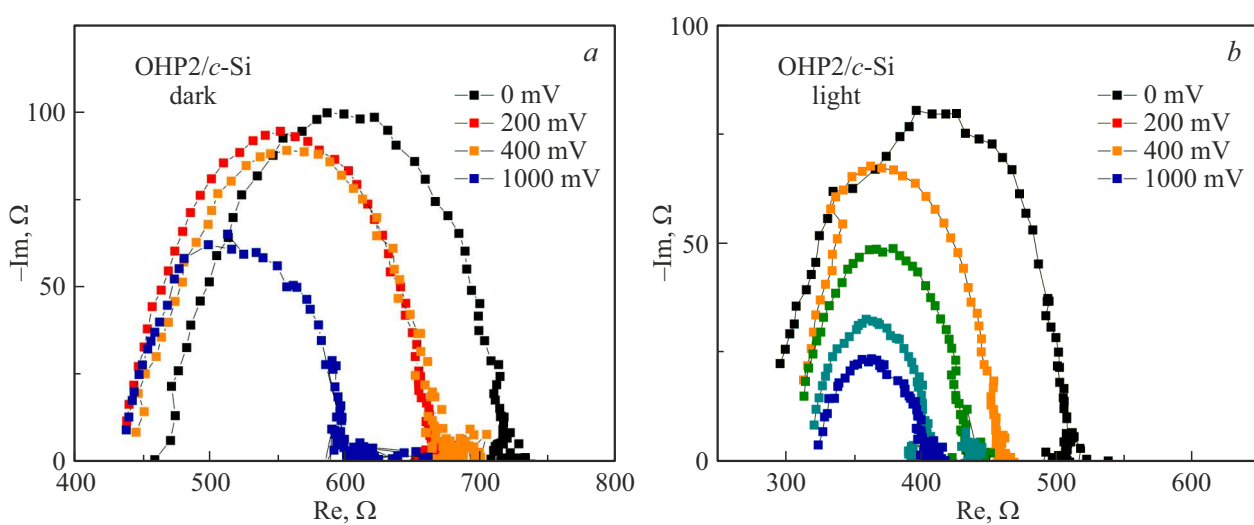 a
OHP2/c-Si
dark
0 mV
200 mV
400 mV
1000 mV
100
50
0
–Im, Ω
400
500
600
700
800
Re, Ω
b
OHP2/c-Si
light
0 mV
200 mV
400 mV
1000 mV
100
50
0
–Im, Ω
300
400
500
600
Re, Ω